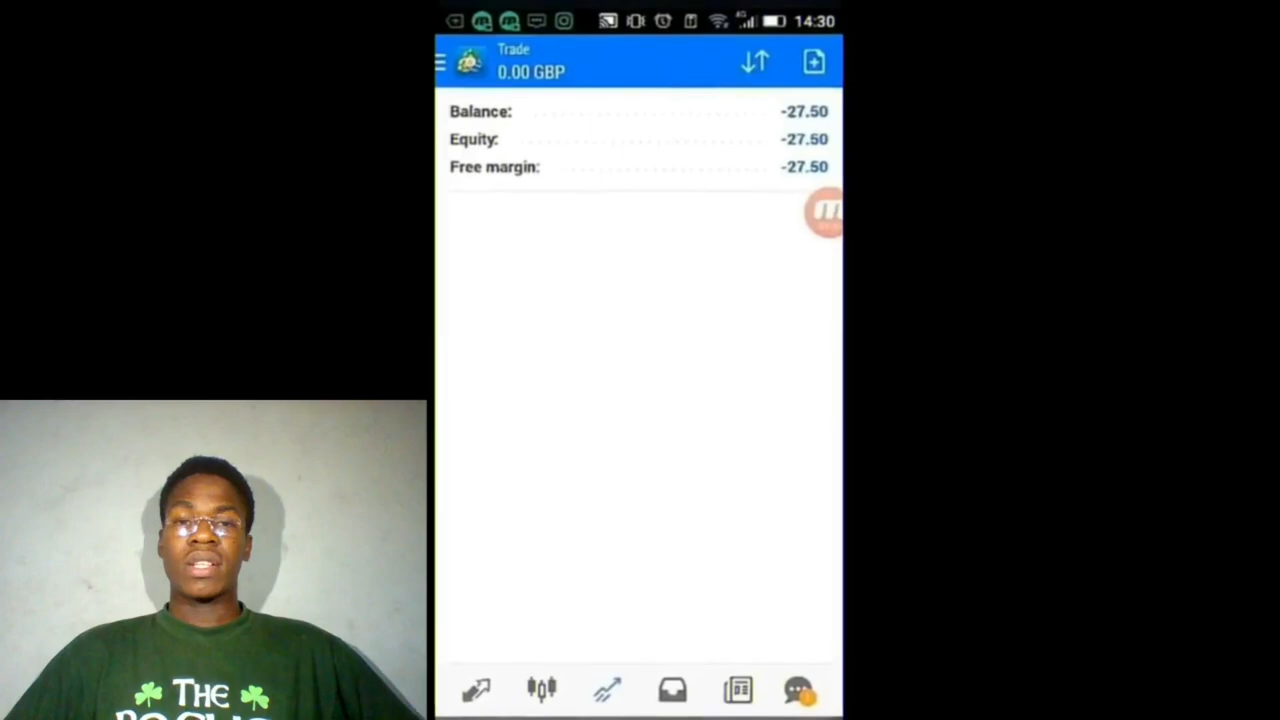 14:30
Trade
0.00 GBP
Balance: -27.50
Equity: -27.50
Free margin: -27.50
THE